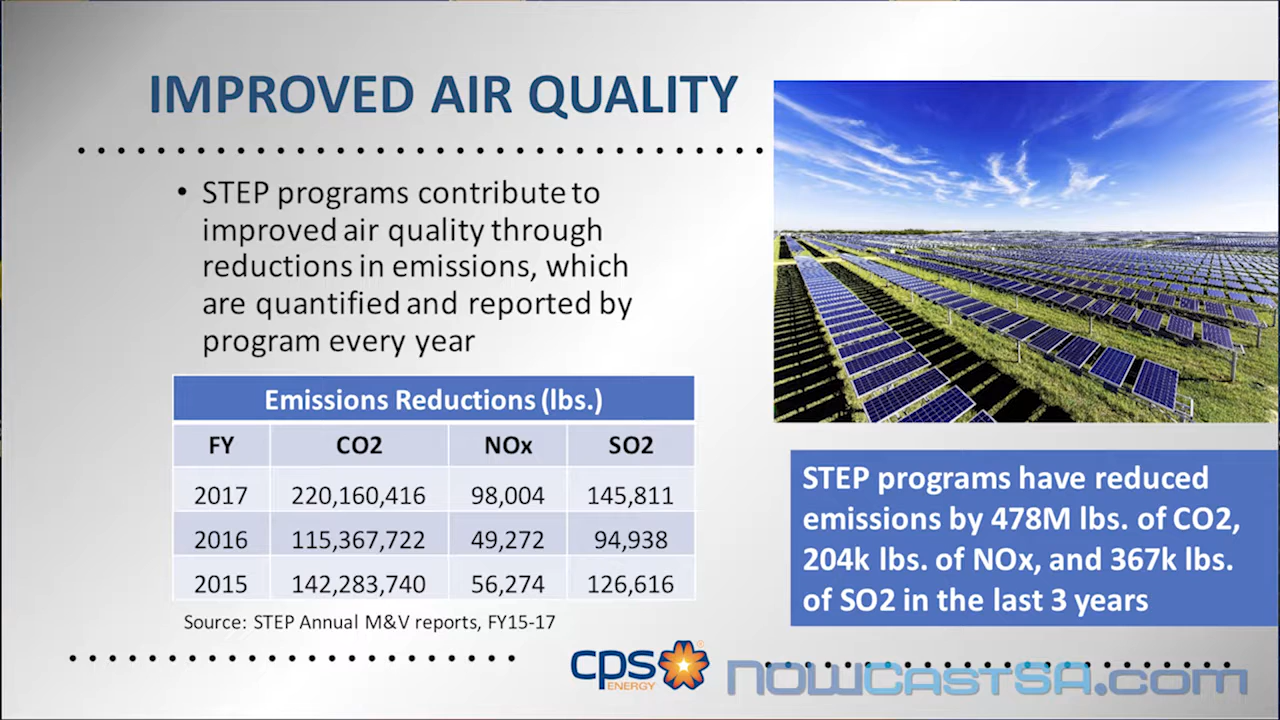 IMPROVED AIR QUALITY
• STEP programs contribute to
improved air quality through
reductions in emissions, which
are quantified and reported by
program every year
Emissions Reductions (lbs.)
FY CO2 NOx SO2
2017 220,160,416 98,004 145,811
2016 115,367,722 49,272 94,938
2015 142,283,740 56,274 126,616
Source: STEP Annual M&V reports, FY15-17
STEP programs have reduced
emissions by 478M lbs. of CO2,
204k lbs. of NOx, and 367k lbs.
of SO2 in the last 3 years
cps
ENERGY
NOWCASTSA.com